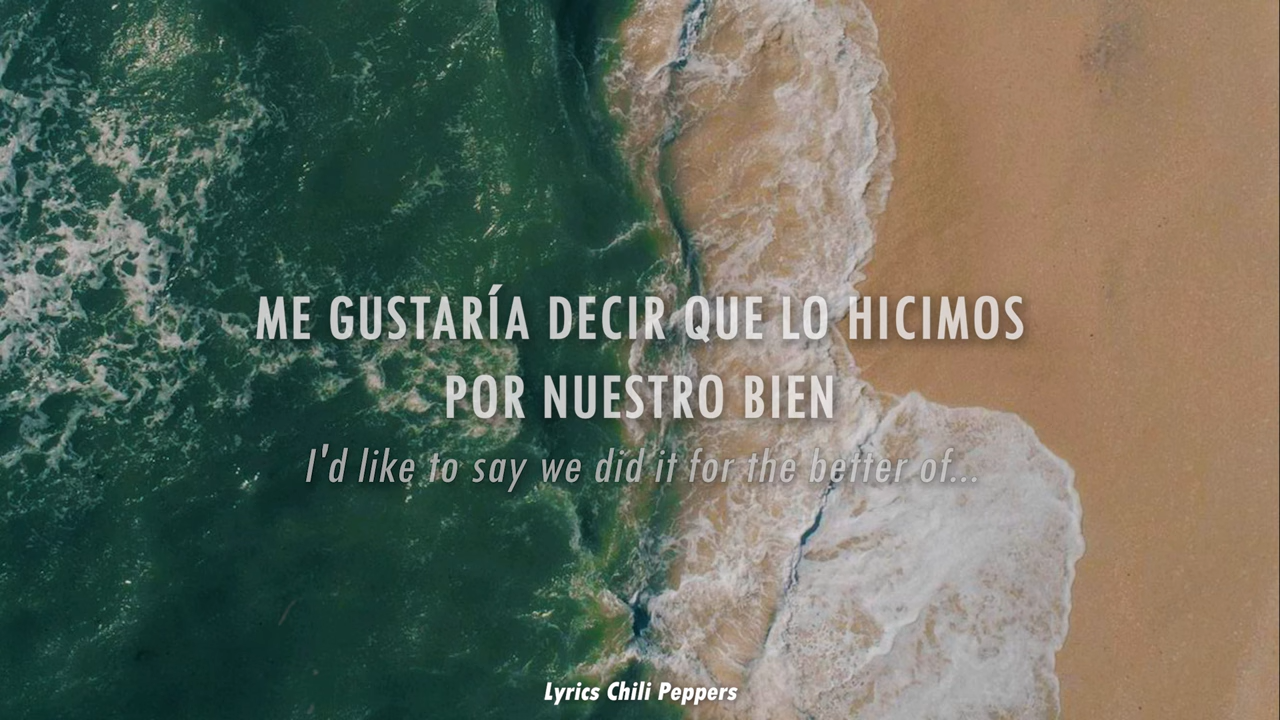 ME GUSTARÍA DECIR QUE LO HICIMOS
POR NUESTRO BIEN
I'd like to say we did it for the better of...
Lyrics Chili Peppers